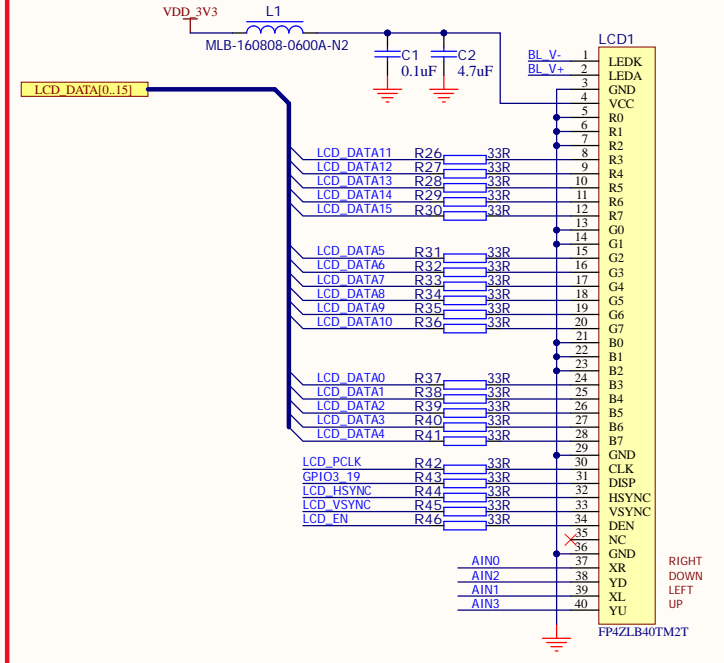 VDD_3V3
L1
MLB-160808-0600A-N2
C1
0.1uF
C2
4.7uF
LCD_DATA[0..15]
LCD1
BL_V- 1 LEDK
BL_V+ 2 LEDA
3 GND
4 VCC
5 R0
6 R1
7 R2
LCD_DATA11 R26 33R 8 R3
LCD_DATA12 R27 33R 9 R4
LCD_DATA13 R28 33R 10 R5
LCD_DATA14 R29 33R 11 R6
LCD_DATA15 R30 33R 12 R7
13 G0
14 G1
LCD_DATA5 R31 33R 15 G2
LCD_DATA6 R32 33R 16 G3
LCD_DATA7 R33 33R 17 G4
LCD_DATA8 R34 33R 18 G5
LCD_DATA9 R35 33R 19 G6
LCD_DATA10 R36 33R 20 G7
21 B0
22 B1
23 B2
LCD_DATA0 R37 33R 24 B3
LCD_DATA1 R38 33R 25 B4
LCD_DATA2 R39 33R 26 B5
LCD_DATA3 R40 33R 27 B6
LCD_DATA4 R41 33R 28 B7
29 GND
LCD_PCLK R42 33R 30 CLK
GPIO3_19 R43 33R 31 DISP
LCD_HSYNC R44 33R 32 HSYNC
LCD_VSYNC R45 33R 33 VSYNC
LCD_EN R46 33R 34 DEN
35 NC
36 GND
AIN0 37 XR RIGHT
AIN2 38 YD DOWN
AIN1 39 XL LEFT
AIN3 40 YU UP
FP4ZLB40TM2T